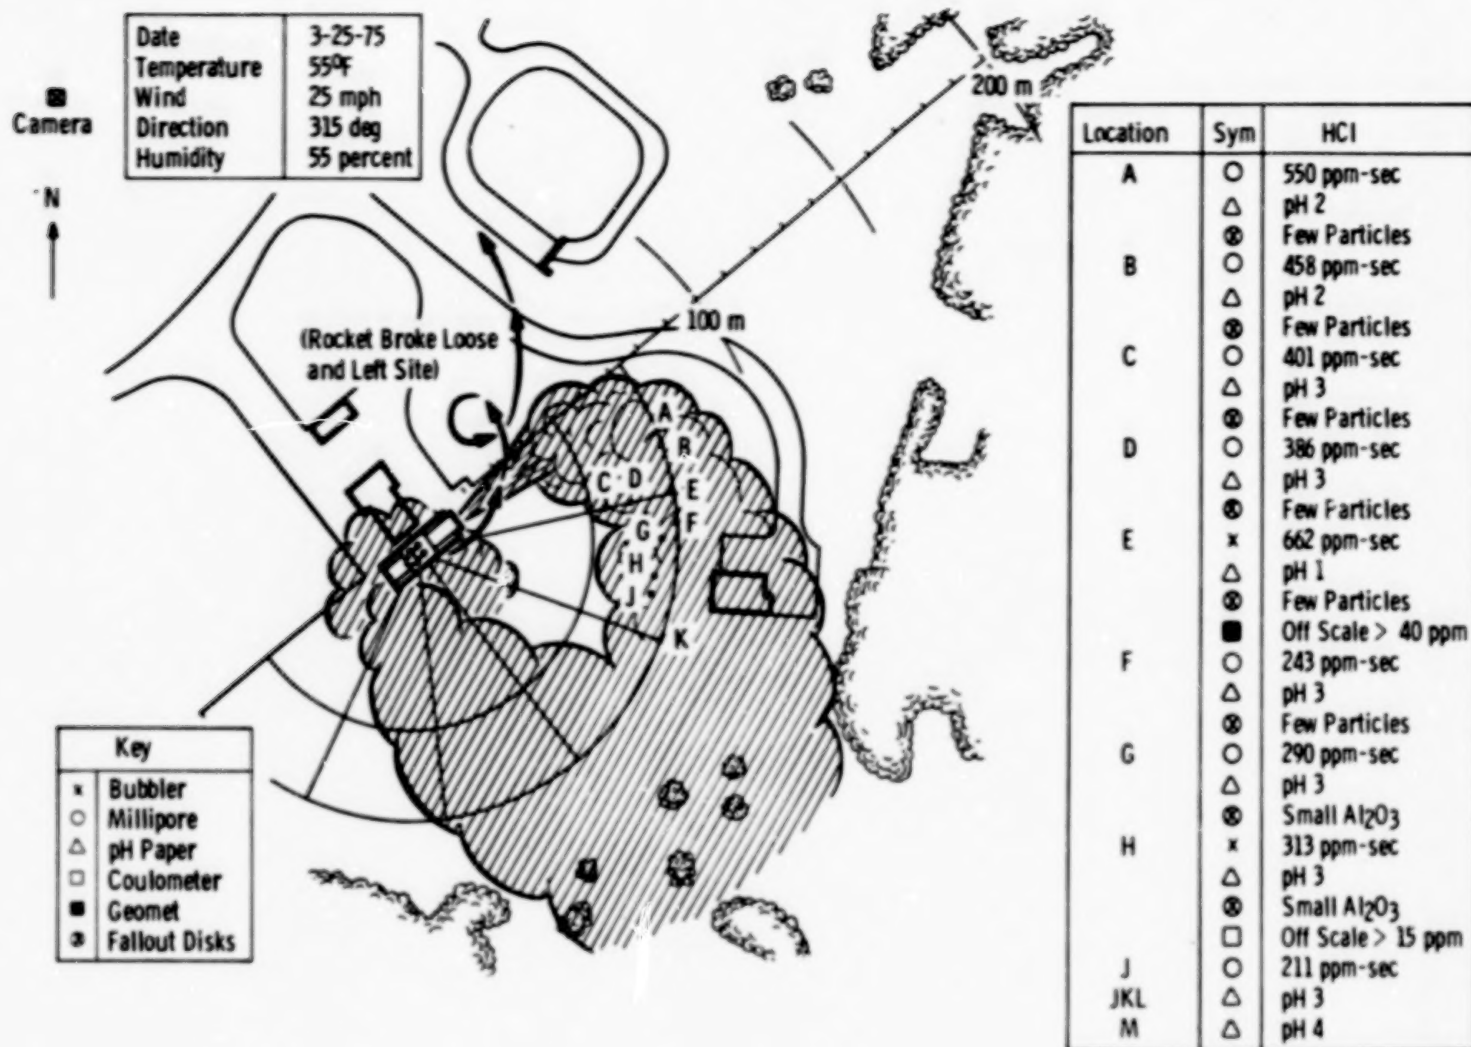 Date 3-25-75
Temperature 55°F
Wind 25 mph
Direction 315 deg
Humidity 55 percent
Camera
N
200 m
100 m
(Rocket Broke Loose
and Left Site)
A
B
C D
E
F
G
H
J
K
Key
x Bubbler
○ Millipore
△ pH Paper
□ Coulometer
■ Geomet
⊗ Fallout Disks
Location Sym HCl
A ○ 550 ppm-sec
△ pH 2
⊗ Few Particles
B ○ 458 ppm-sec
△ pH 2
⊗ Few Particles
C ○ 401 ppm-sec
△ pH 3
⊗ Few Particles
D ○ 386 ppm-sec
△ pH 3
⊗ Few Particles
E x 662 ppm-sec
△ pH 1
⊗ Few Particles
■ Off Scale > 40 ppm
F ○ 243 ppm-sec
△ pH 3
⊗ Few Particles
G ○ 290 ppm-sec
△ pH 3
⊗ Small Al2O3
H x 313 ppm-sec
△ pH 3
⊗ Small Al2O3
□ Off Scale > 15 ppm
J ○ 211 ppm-sec
JKL △ pH 3
M △ pH 4